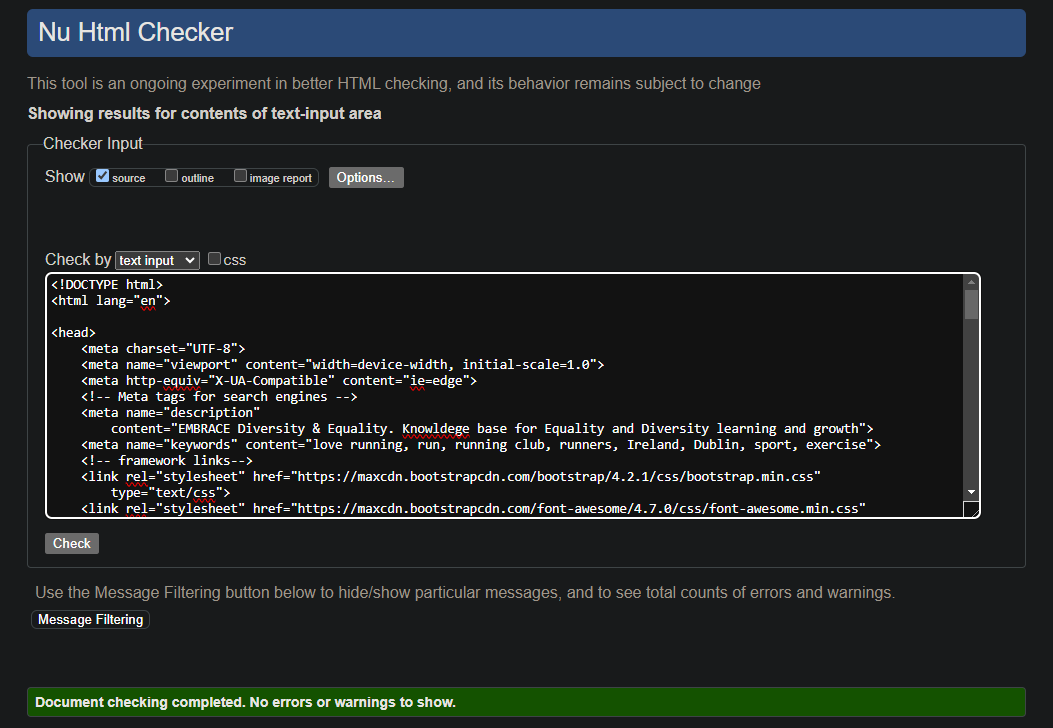 Nu Html Checker
This tool is an ongoing experiment in better HTML checking, and its behavior remains subject to change
Showing results for contents of text-input area
Checker Input
Show source outline image report Options...
Check by text input css
<!DOCTYPE html>
<html lang="en">
<head>
<meta charset="UTF-8">
<meta name="viewport" content="width=device-width, initial-scale=1.0">
<meta http-equiv="X-UA-Compatible" content="ie=edge">
<!-- Meta tags for search engines -->
<meta name="description"
content="EMBRACE Diversity & Equality. Knowldege base for Equality and Diversity learning and growth">
<meta name="keywords" content="love running, run, running club, runners, Ireland, Dublin, sport, exercise">
<!-- framework links-->
<link rel="stylesheet" href="https://maxcdn.bootstrapcdn.com/bootstrap/4.2.1/css/bootstrap.min.css"
type="text/css">
<link rel="stylesheet" href="https://maxcdn.bootstrapcdn.com/font-awesome/4.7.0/css/font-awesome.min.css"
Check
Use the Message Filtering button below to hide/show particular messages, and to see total counts of errors and warnings.
Message Filtering
Document checking completed. No errors or warnings to show.